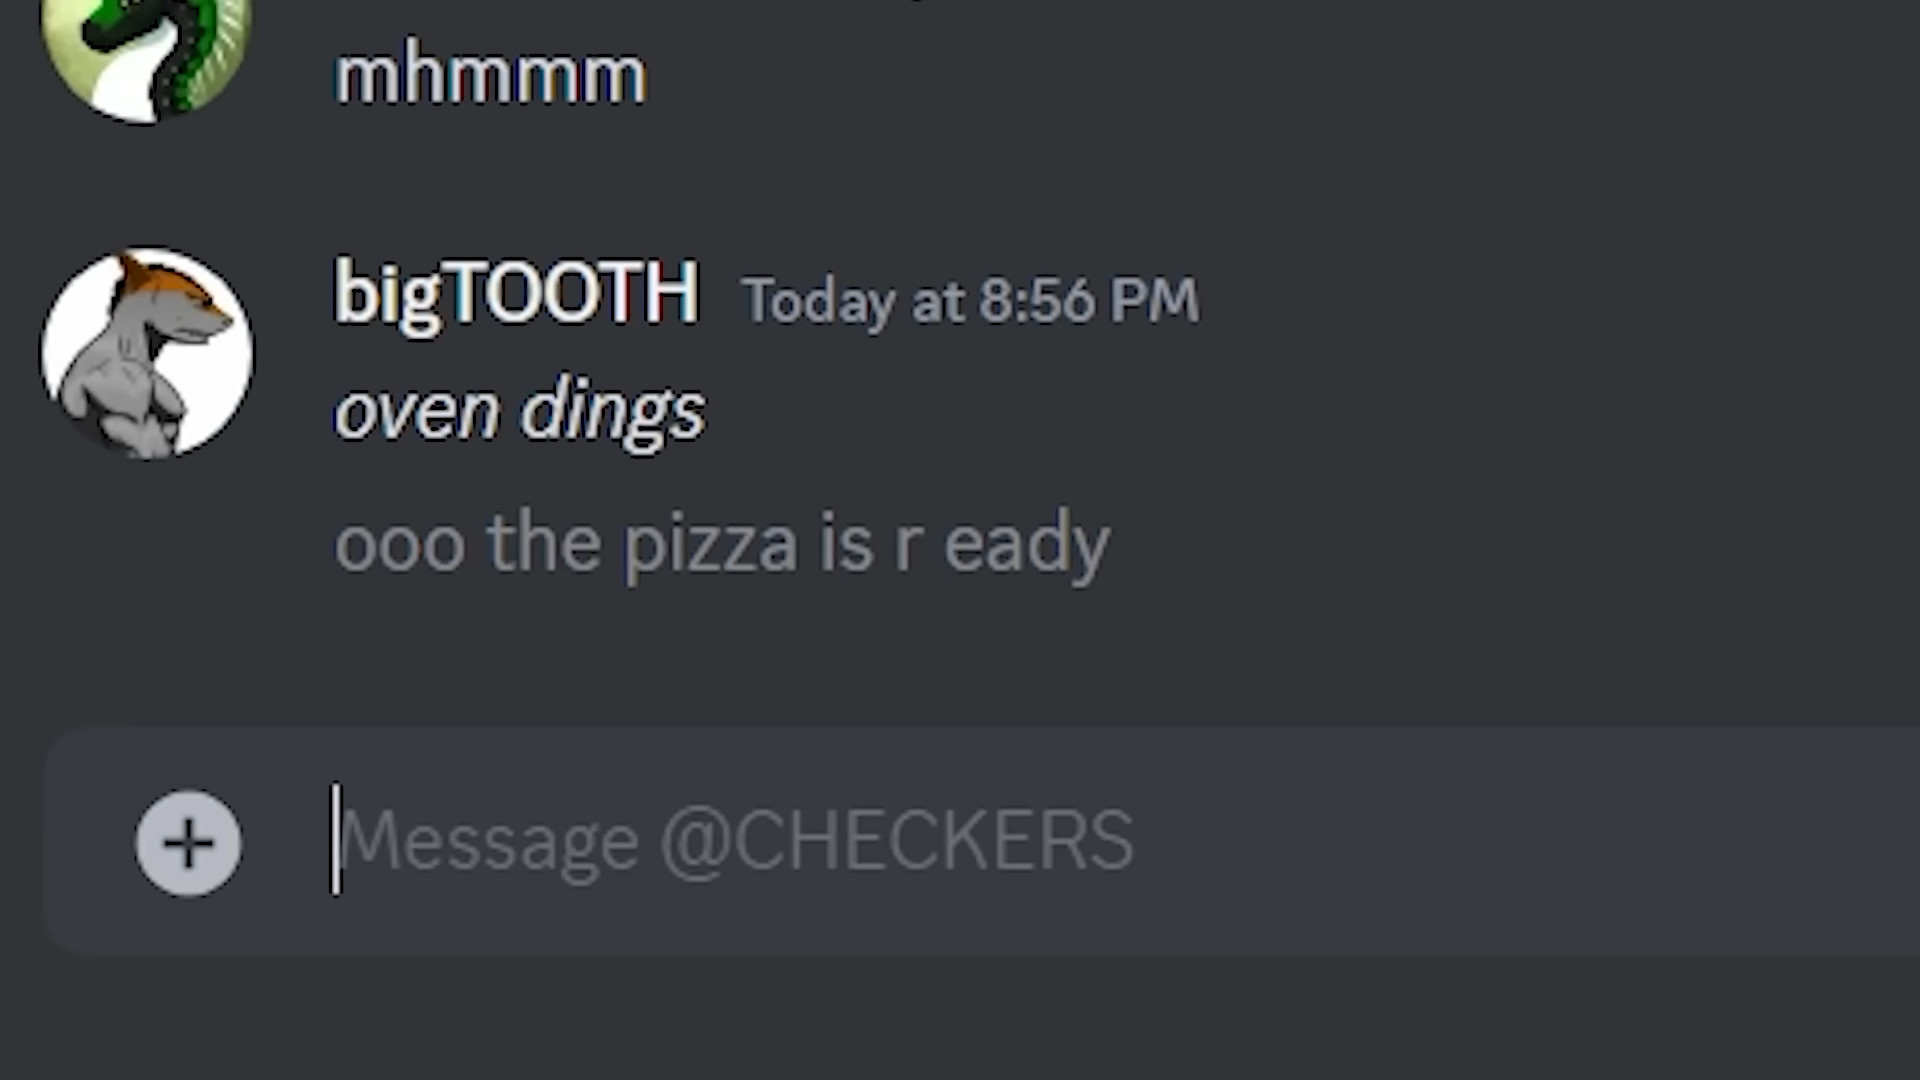 mhmmm
bigTOOTH Today at 8:56 PM
oven dings
ooo the pizza is r eady
Message @CHECKERS